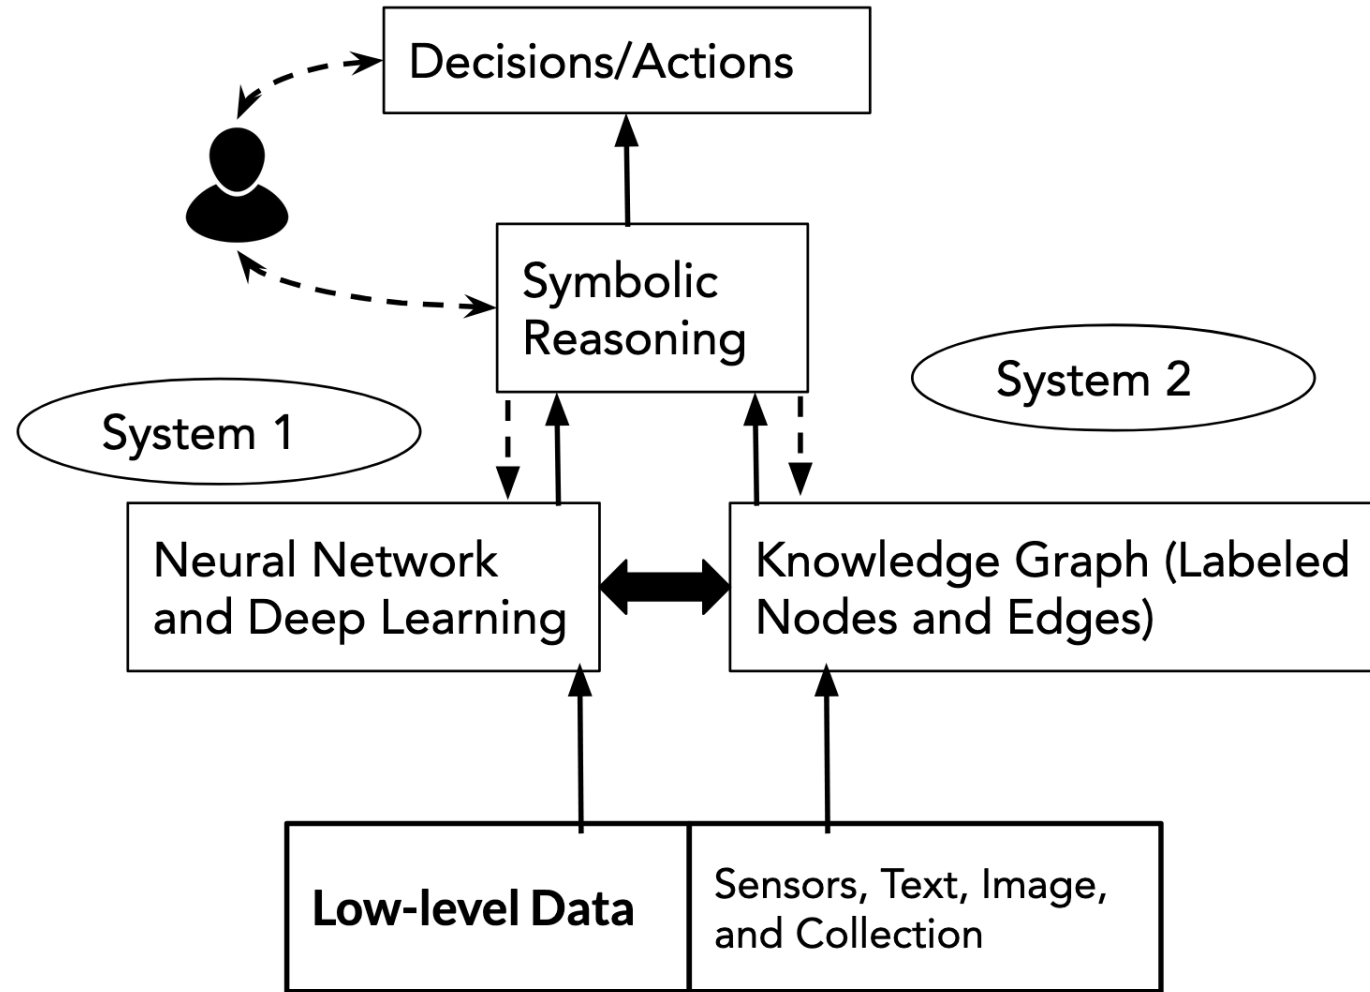 Decisions/Actions
Symbolic
Reasoning
System 1
System 2
Neural Network
and Deep Learning
Knowledge Graph (Labeled
Nodes and Edges)
Low-level Data
Sensors, Text, Image,
and Collection